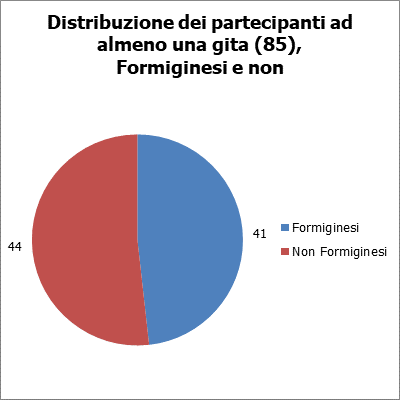 Distribuzione dei partecipanti ad
almeno una gita (85),
Formiginesi e non
44
41
Formiginesi
Non Formiginesi